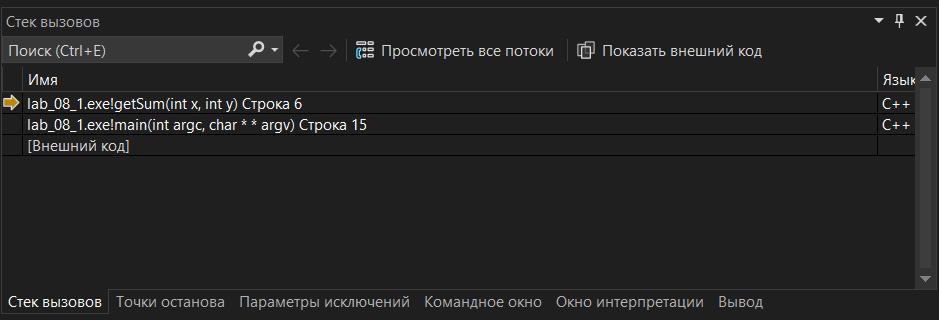 Стек вызовов
Поиск (Ctrl+E) Просмотреть все потоки Показать внешний код
Имя Язык
lab_08_1.exe!getSum(int x, int y) Строка 6 C++
lab_08_1.exe!main(int argc, char * * argv) Строка 15 C++
[Внешний код]
Стек вызовов Точки останова Параметры исключений Командное окно Окно интерпретации Вывод